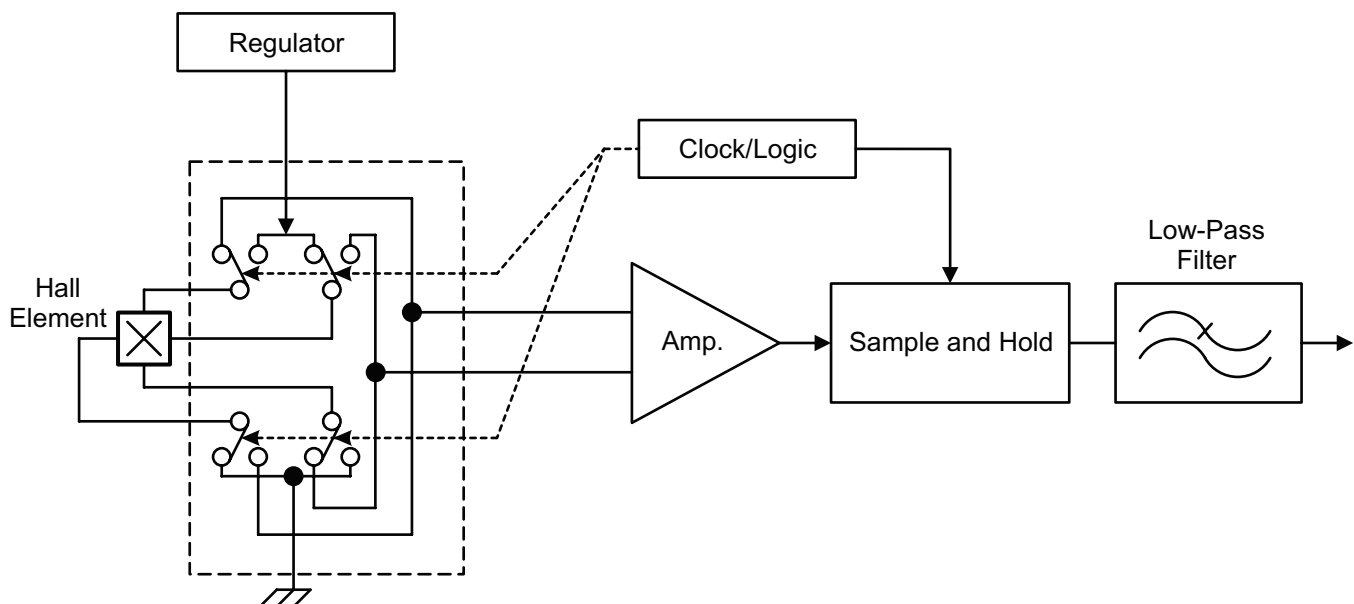 Regulator
Clock/Logic
Low-Pass
Filter
Hall
Element
Amp.
Sample and Hold